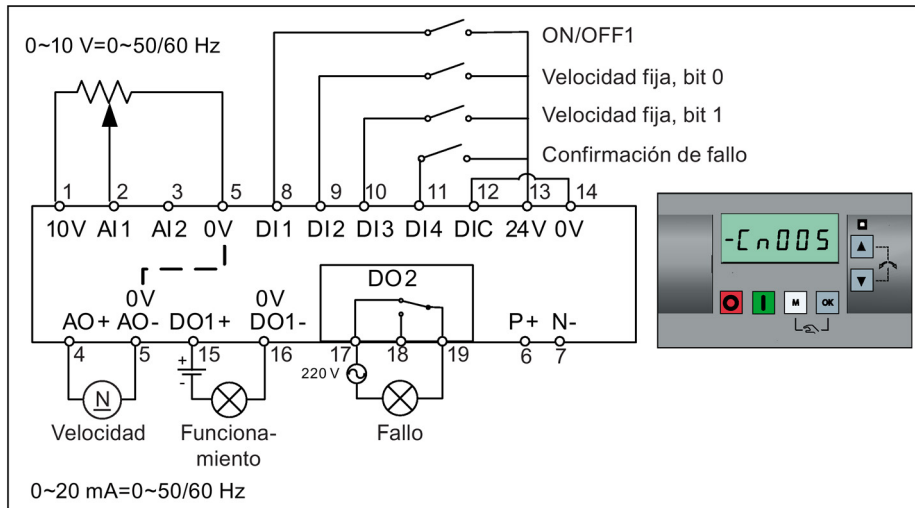 0~10 V=0~50/60 Hz
ON/OFF1
Velocidad fija, bit 0
Velocidad fija, bit 1
Confirmación de fallo
1 2 3 5 8 9 10 11 12 13 14
10V AI1 AI2 0V DI1 DI2 DI3 DI4 DIC 24V 0V
-Cn005
M OK
0V 0V DO2
AO+ AO- DO1+ DO1- P+ N-
4 5 15 16 17 18 19 6 7
+
-
220 V
N
Velocidad
Funciona-
miento
Fallo
0~20 mA=0~50/60 Hz